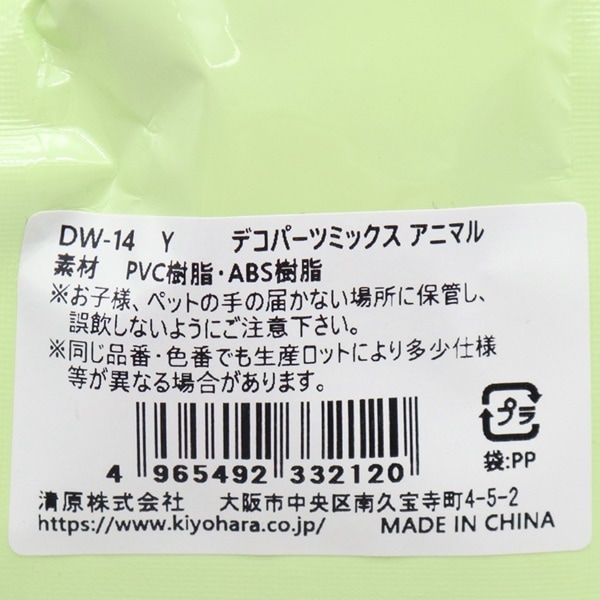 DW-14 Y デコパーツミックス アニマル
素材 PVC樹脂・ABS樹脂
※お子様、ペットの手の届かない場所に保管し、
誤飲しないようにご注意下さい。
※同じ品番・色番でも生産ロットにより多少仕様
等が異なる場合があります。
プラ
袋:PP
4 965492 332120
清原株式会社 大阪市中央区南久宝寺町4-5-2
https://www.kiyohara.co.jp/ MADE IN CHINA